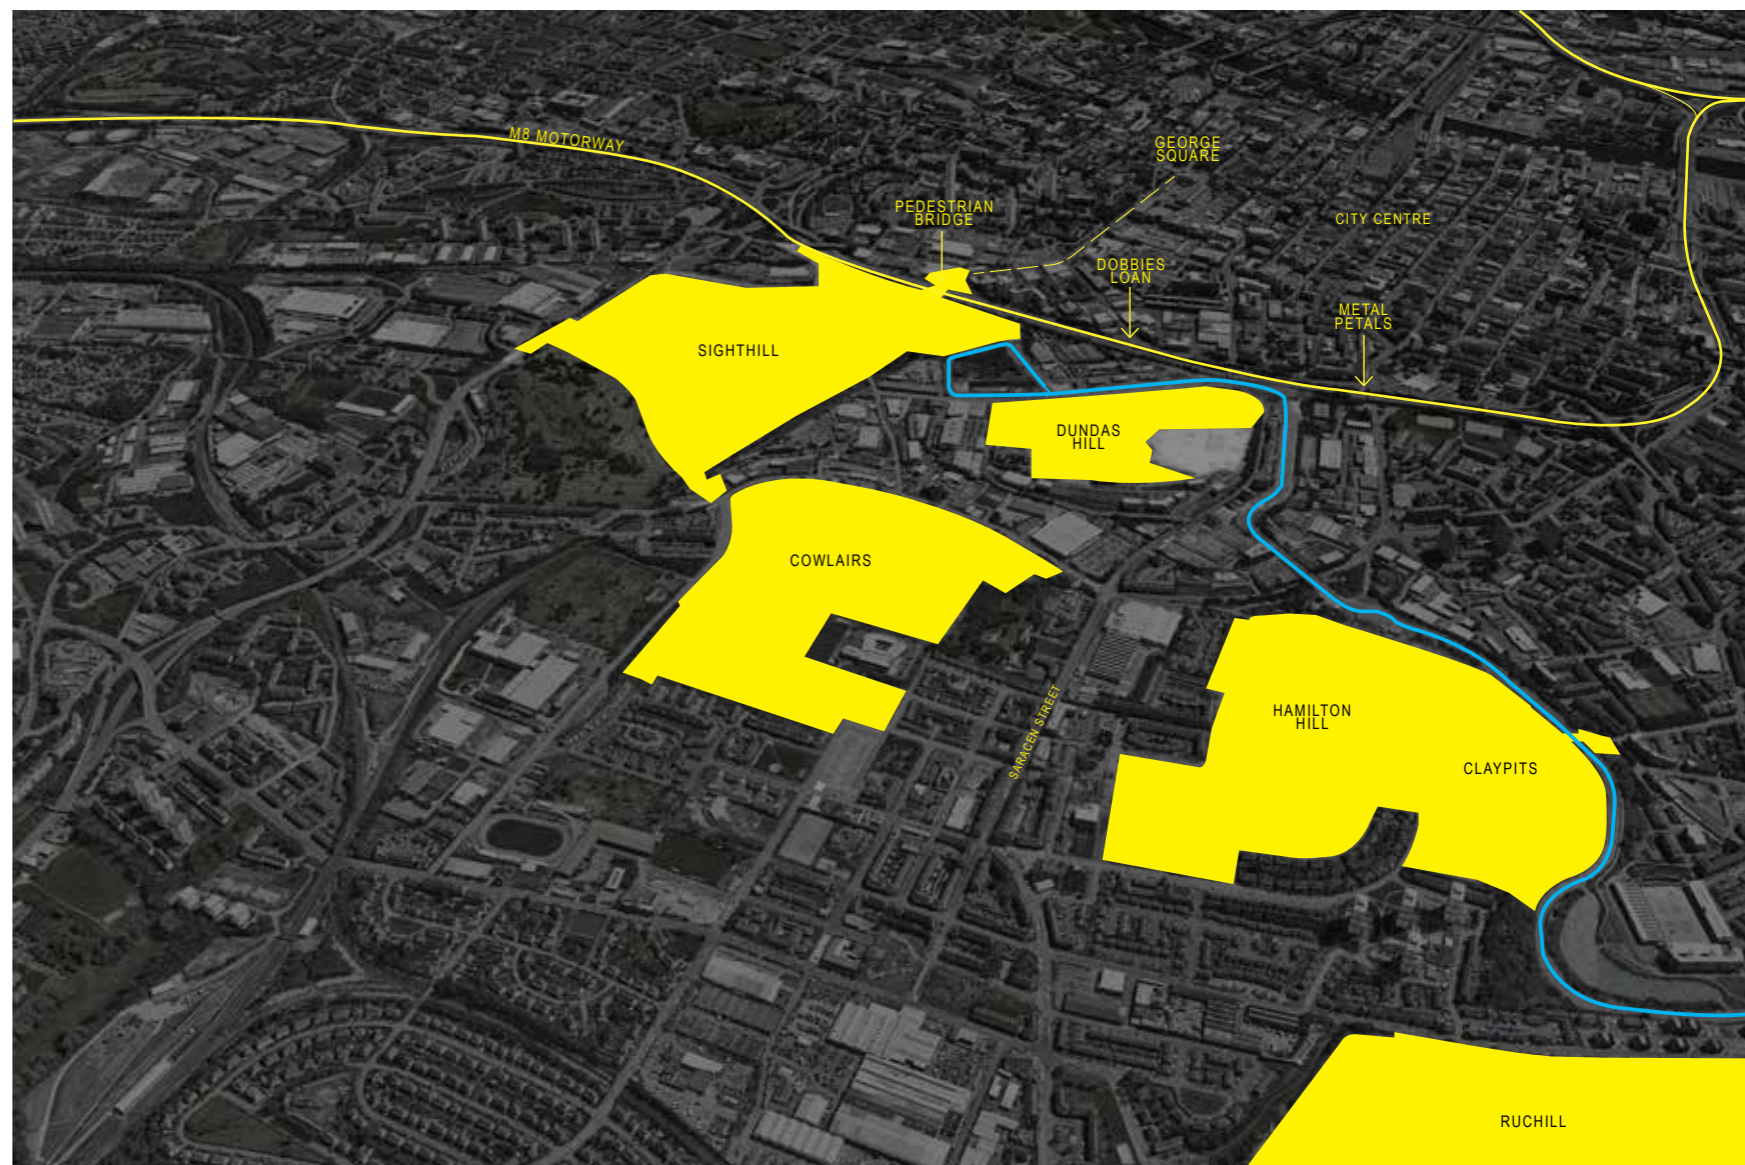 M8 MOTORWAY
GEORGE
SQUARE
PEDESTRIAN
BRIDGE
CITY CENTRE
DOBBIES
LOAN
METAL
PETALS
SIGHTHILL
DUNDAS
HILL
COWLAIRS
SARACEN STREET
HAMILTON
HILL
CLAYPITS
RUCHILL